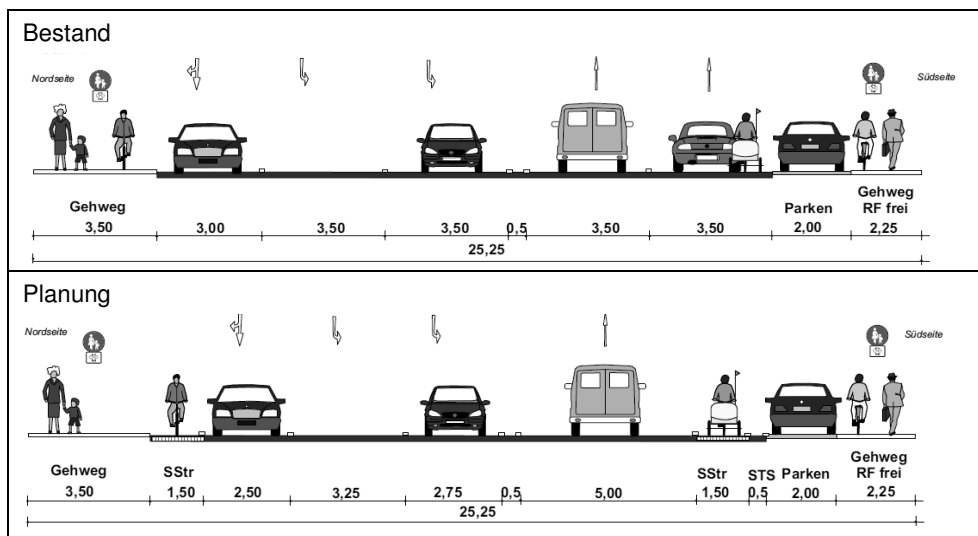 Bestand
Nordseite
Südseite
Gehweg
Parken
Gehweg
RF frei
3,50 3,00 3,50 3,50 0,5 3,50 3,50 2,00 2,25
25,25
Planung
Nordseite
Südseite
Gehweg SStr SStr STS Parken
Gehweg
RF frei
3,50 1,50 2,50 3,25 2,75 0,5 5,00 1,50 0,5 2,00 2,25
25,25